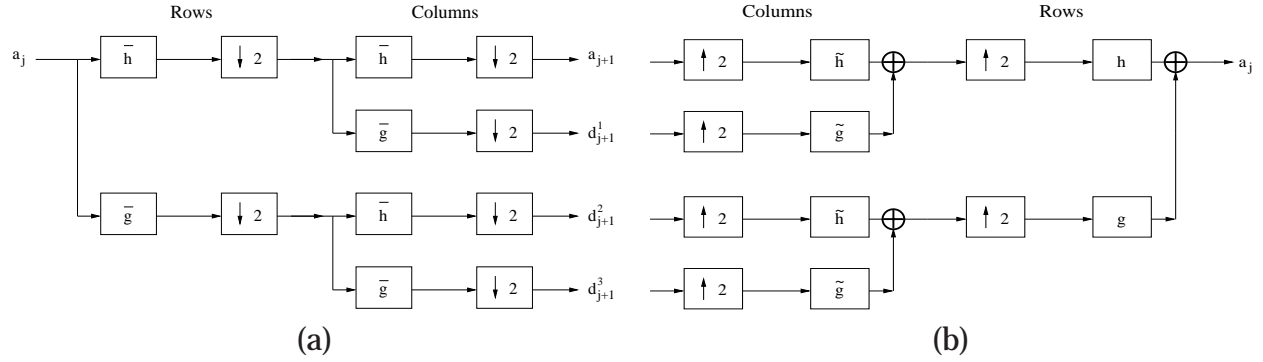 Rows Columns Columns Rows
a_j h̅ ↓ 2 h̅ ↓ 2 a_{j+1} ↑ 2 h̃ ↑ 2 h a_j
g̅ ↓ 2 d^1_{j+1} ↑ 2 g̃
g̅ ↓ 2 h̅ ↓ 2 d^2_{j+1} ↑ 2 h̃ ↑ 2 g
g̅ ↓ 2 d^3_{j+1} ↑ 2 g̃
(a) (b)